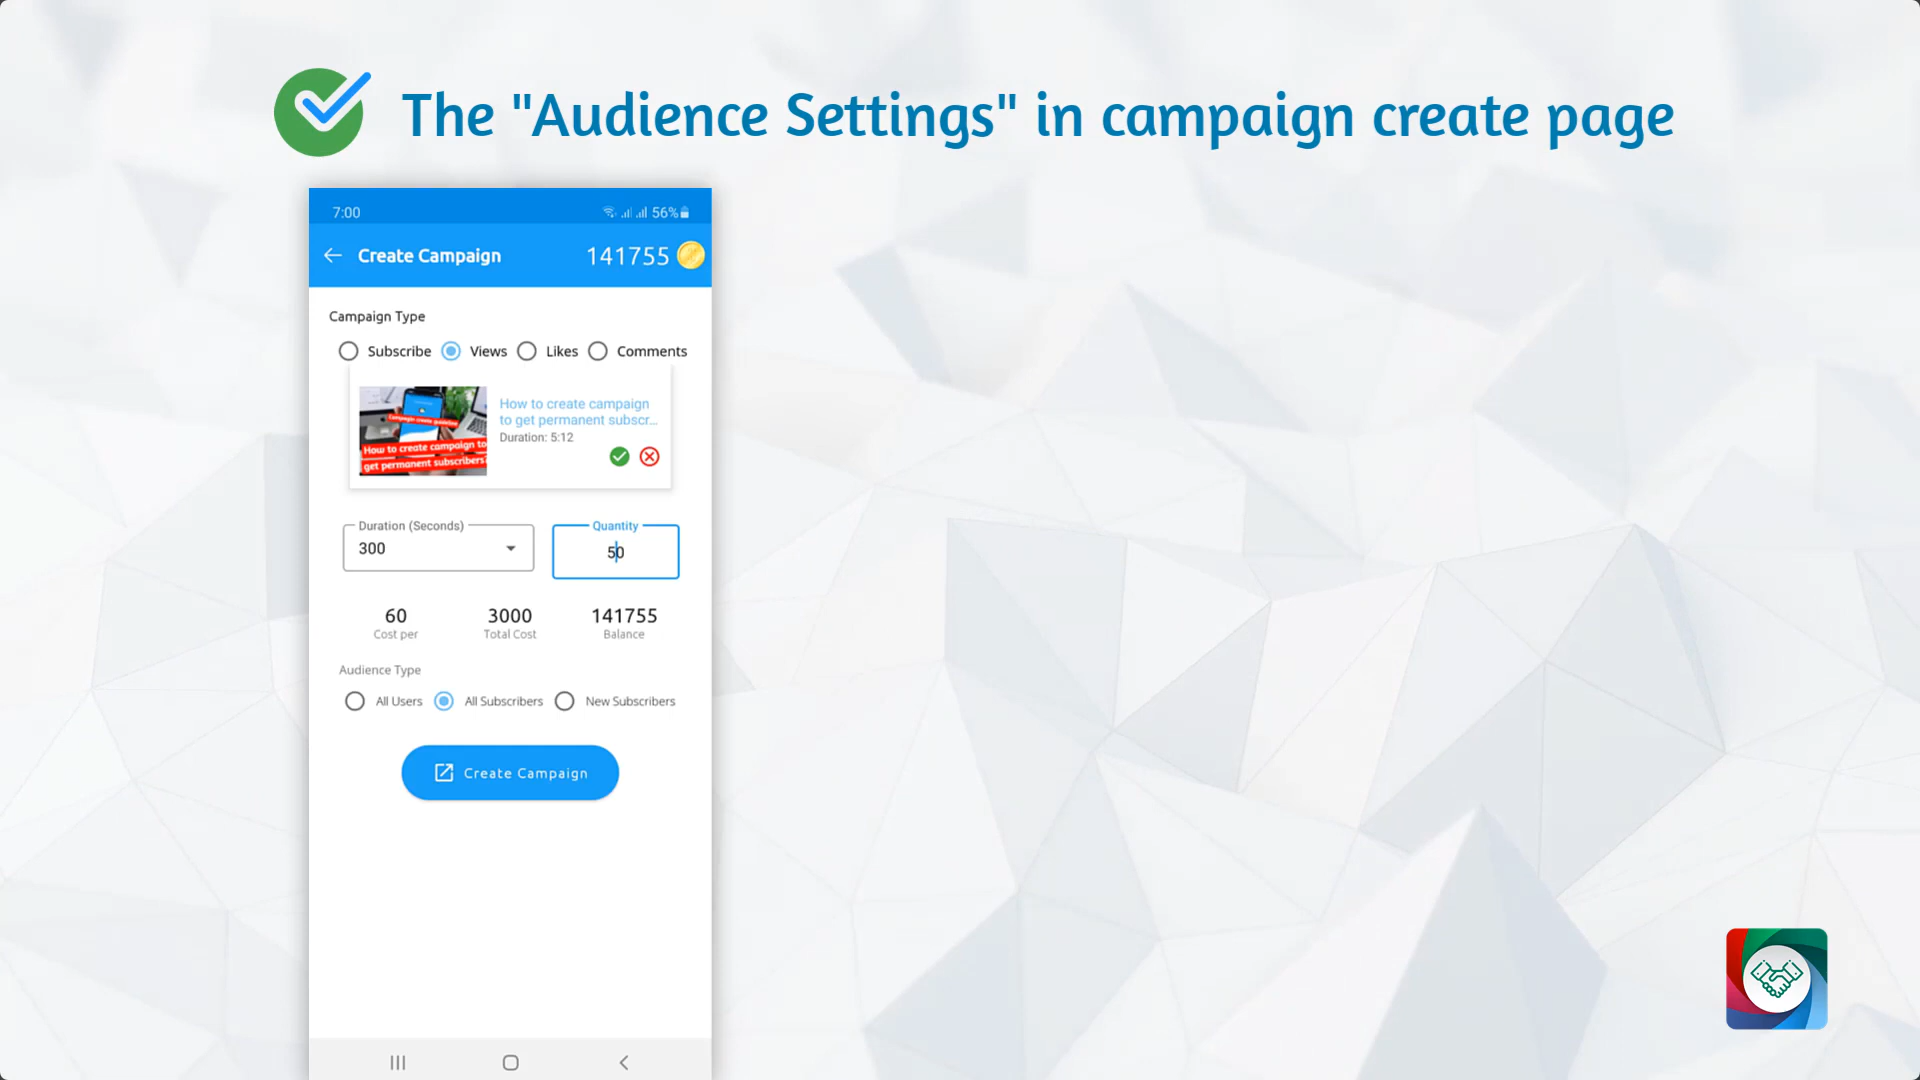 The "Audience Settings" in campaign create page
7:00
56%
Create Campaign
141755
Campaign Type
Subscribe
Views
Likes
Comments
How to create campaign to
get permanent subscribers?
How to create campaign
to get permanent subscr...
Duration: 5:12
Duration (Seconds)
300
Quantity
50
60
Cost per
3000
Total Cost
141755
Balance
Audience Type
All Users
All Subscribers
New Subscribers
Create Campaign